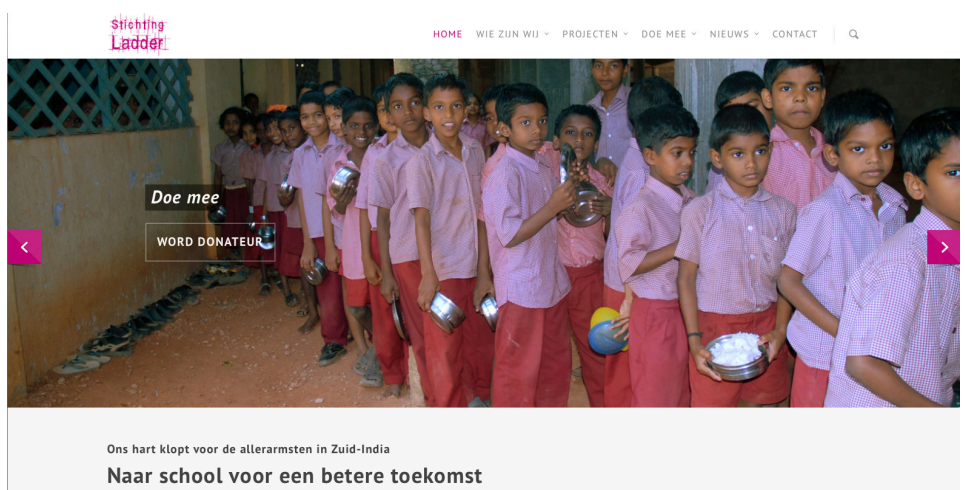 Stichting
Ladder
HOME WIE ZIJN WIJ PROJECTEN DOE MEE NIEUWS CONTACT
Doe mee
WORD DONATEUR
Ons hart klopt voor de allerarmsten in Zuid-India
Naar school voor een betere toekomst